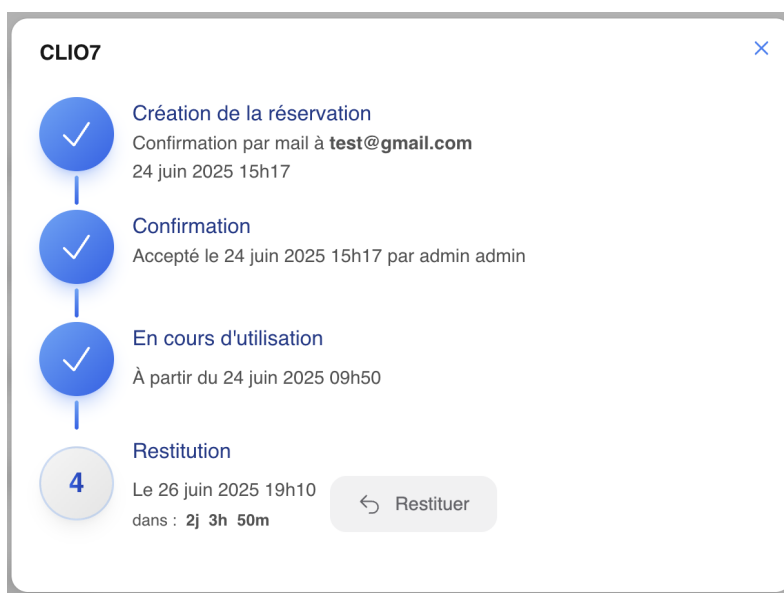 CLIO7
Création de la réservation
Confirmation par mail à test@gmail.com
24 juin 2025 15h17
Confirmation
Accepté le 24 juin 2025 15h17 par admin admin
En cours d'utilisation
À partir du 24 juin 2025 09h50
4
Restitution
Le 26 juin 2025 19h10
dans : 2j 3h 50m
Restituer